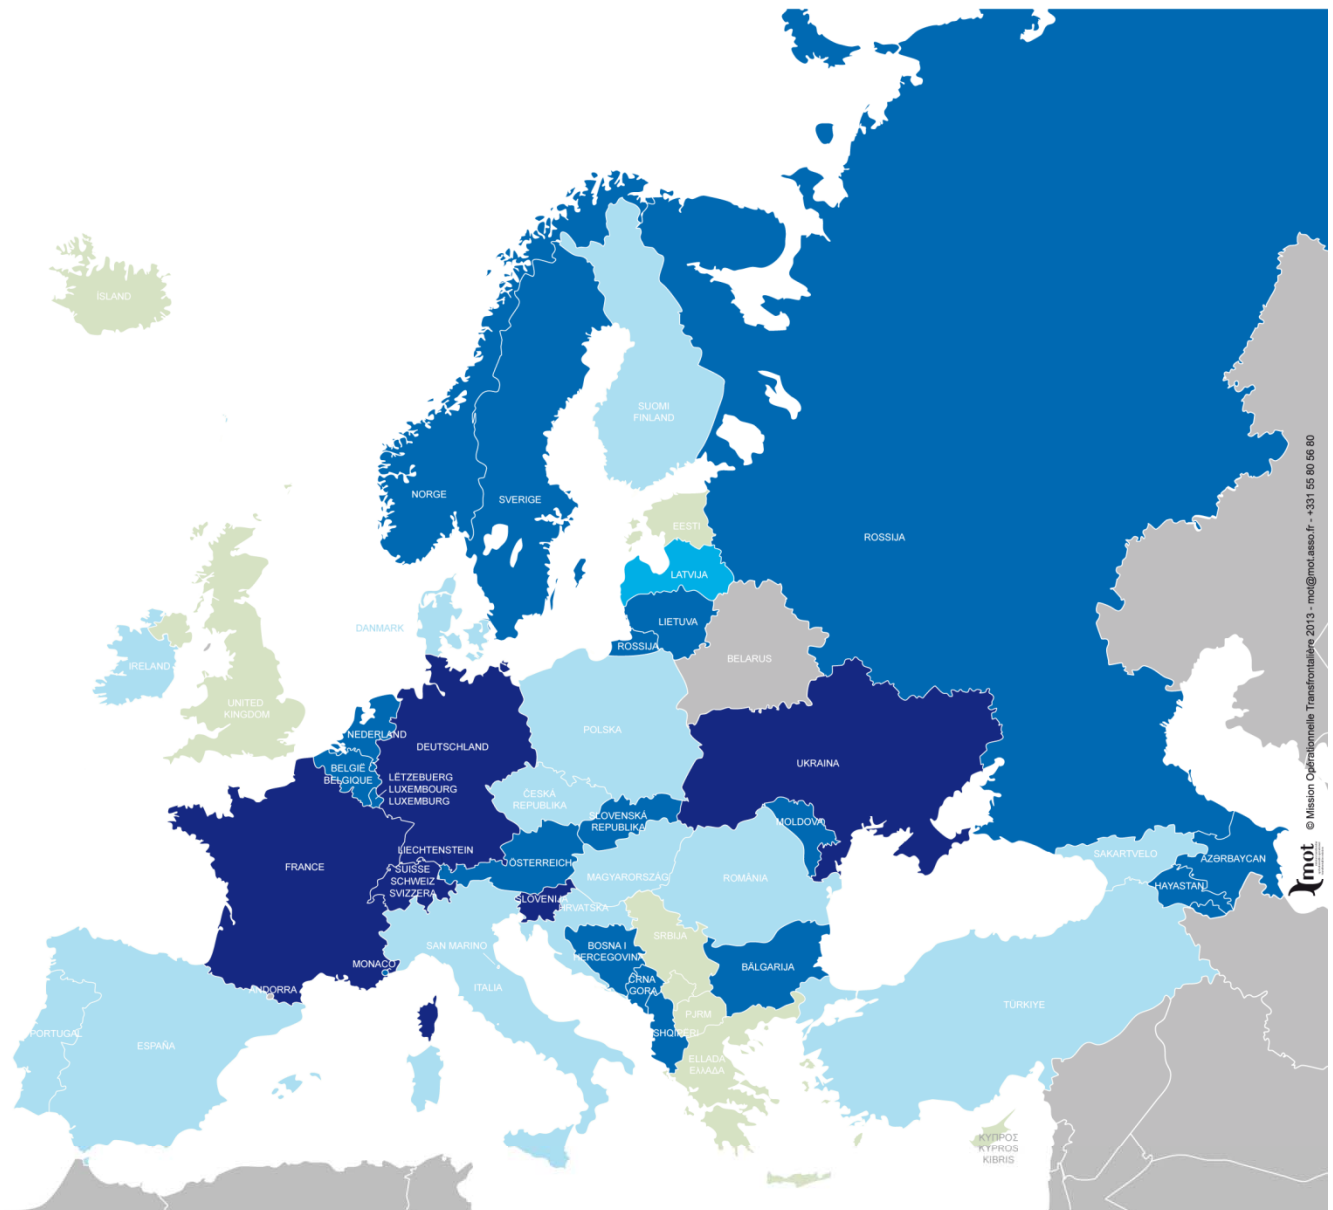 ÍSLAND
SUOMI
FINLAND
NORGE
SVERIGE
EESTI
ROSSIJA
LATVIJA
LIETUVA
DANMARK
ROSSIJA
BELARUS
IRELAND
UNITED
KINGDOM
NEDERLAND
DEUTSCHLAND
POLSKA
UKRAINA
BELGIË
BELGIQUE
LËTZEBUERG
LUXEMBOURG
LUXEMBURG
ČESKÁ
REPUBLIKA
SLOVENSKÁ
REPUBLIKA
MOLDOVA
LIECHTENSTEIN
FRANCE
SUISSE
SCHWEIZ
SVIZZERA
ÖSTERREICH
MAGYARORSZÁG
ROMÂNIA
SAKARTVELO
AZƏRBAYCAN
HAYASTAN
SLOVENIJA
HRVATSKA
SAN MARINO
SRBIJA
BOSNA I
HERCEGOVINA
BÂLGARIJA
MONACO
ITALIA
CRNA
GORA
ANDORRA
PJRM
TÜRKIYE
PORTUGAL
ESPAÑA
SHQIPËRI
ELLADA
ΕλλΑΔΑ
ΚΥΠΡΟΣ
KYPROS
KIBRIS
© Mission Opérationnelle Transfrontalière 2013 - mot@mot.asso.fr - +331 55 80 56 80
mot